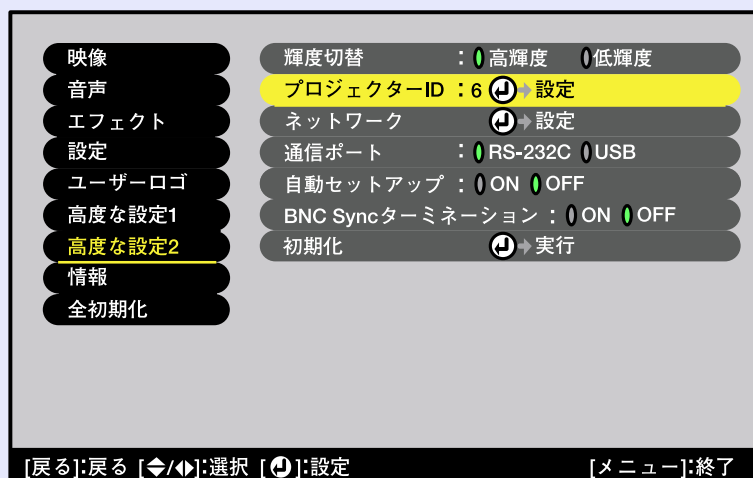 映像
音声
エフェクト
設定
ユーザーロゴ
高度な設定1
高度な設定2
情報
全初期化
輝度切替 : 高輝度 低輝度
プロジェクターID : 6 設定
ネットワーク 設定
通信ポート : RS-232C USB
自動セットアップ : ON OFF
BNC Syncターミネーション : ON OFF
初期化 実行
[戻る]:戻る [◆/◆]:選択 [⏎]:設定 [メニュー]:終了